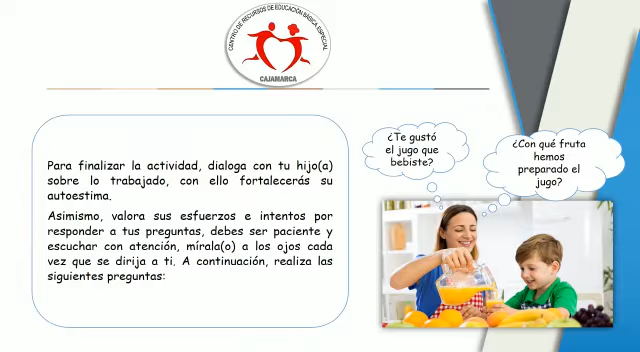 CENTRO DE RECURSOS DE EDUCACIÓN BÁSICA ESPECIAL
CAJAMARCA
Para finalizar la actividad, dialoga con tu hijo(a)
sobre lo trabajado, con ello fortalecerás su
autoestima.
Asimismo, valora sus esfuerzos e intentos por
responder a tus preguntas, debes ser paciente y
escuchar con atención, mírala(o) a los ojos cada
vez que se dirija a ti. A continuación, realiza las
siguientes preguntas:
¿Te gustó
el jugo que
bebiste?
¿Con qué fruta
hemos
preparado el
jugo?